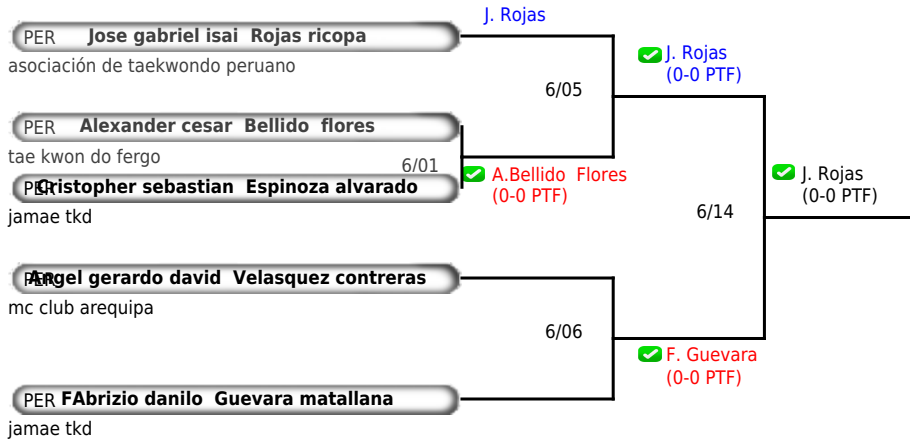 J. Rojas
PER Jose gabriel isai Rojas ricopa
asociación de taekwondo peruano
J. Rojas
(0-0 PTF)
6/05
PER Alexander cesar Bellido flores
tae kwon do fergo
6/01
A.Bellido Flores
(0-0 PTF)
PER Cristopher sebastian Espinoza alvarado
jamae tkd
J. Rojas
(0-0 PTF)
6/14
PER Angel gerardo david Velasquez contreras
mc club arequipa
6/06
F. Guevara
(0-0 PTF)
PER FAbrizio danilo Guevara matallana
jamae tkd